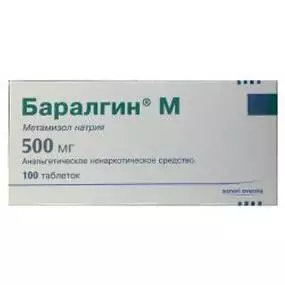 Баралгин® М
Метамизол натрия
500 мг
Анальгетическое ненаркотическое средство.
100 таблеток
sanofi aventis